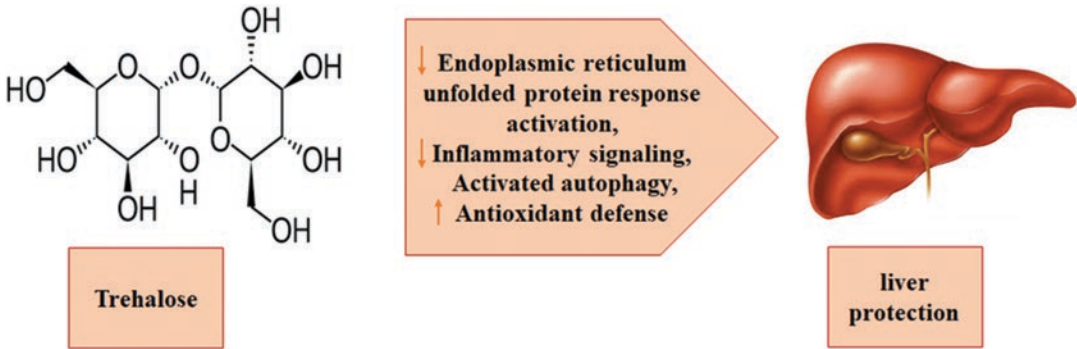 OH
HO
O
O
OH
O
HO
O
H
OH
OH
OH
Trehalose
↓ Endoplasmic reticulum
unfolded protein response
activation,
↓ Inflammatory signaling,
Activated autophagy,
↑ Antioxidant defense
liver
protection